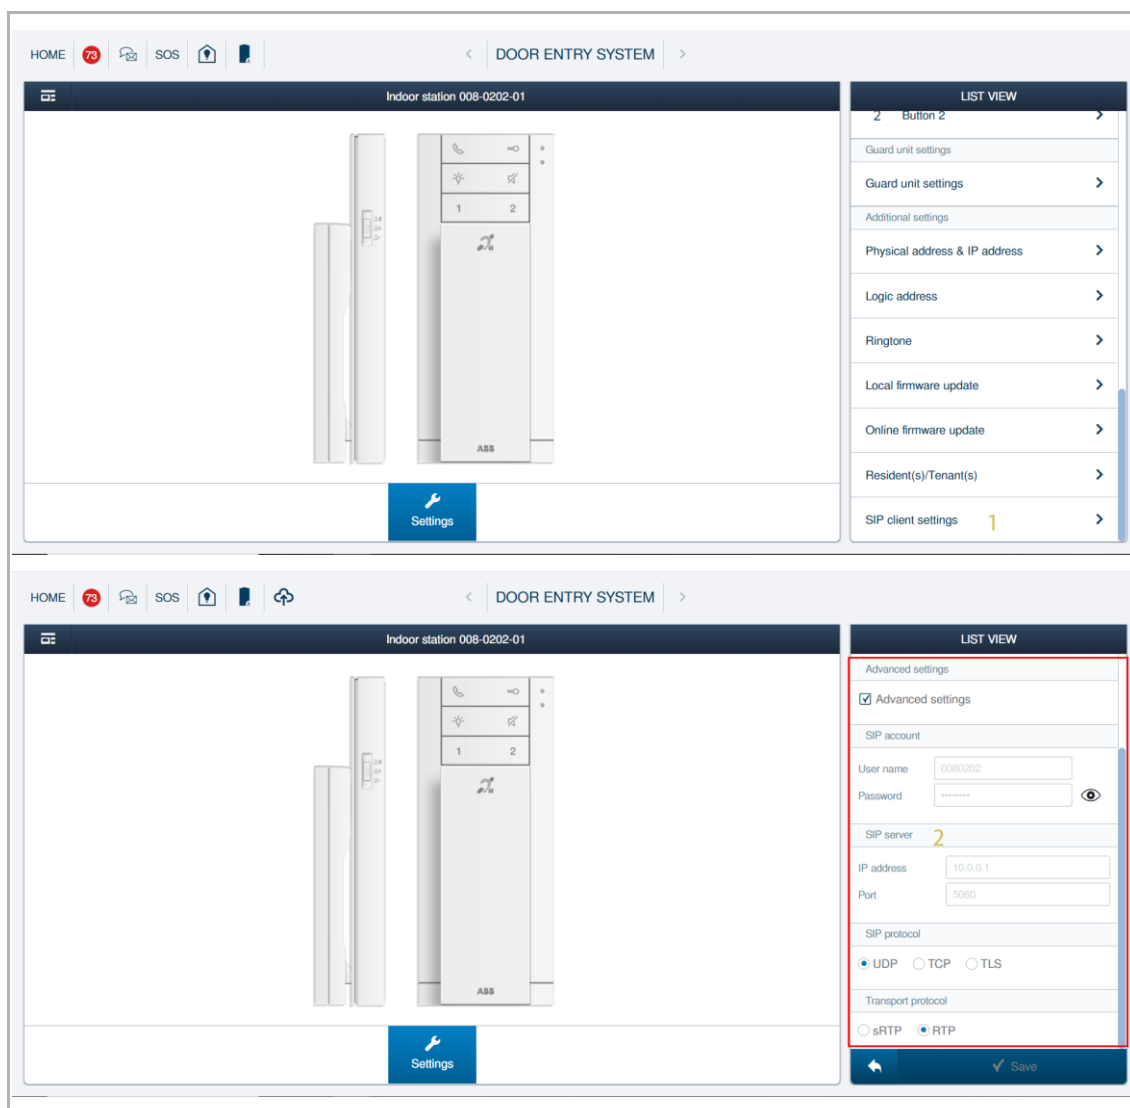 HOME 73 SOS DOOR ENTRY SYSTEM
Indoor station 008-0202-01
1 2
ABB
Settings
LIST VIEW
2 Button 2
Guard unit settings
Guard unit settings
Additional settings
Physical address & IP address
Logic address
Ringtone
Local firmware update
Online firmware update
Resident(s)/Tenant(s)
SIP client settings 1
HOME 73 SOS DOOR ENTRY SYSTEM
Indoor station 008-0202-01
1 2
ABB
Settings
LIST VIEW
Advanced settings
Advanced settings
SIP account
User name 0080202
Password ********
SIP server 2
IP address 10.0.0.1
Port 5060
SIP protocol
UDP TCP TLS
Transport protocol
sRTP RTP
Save